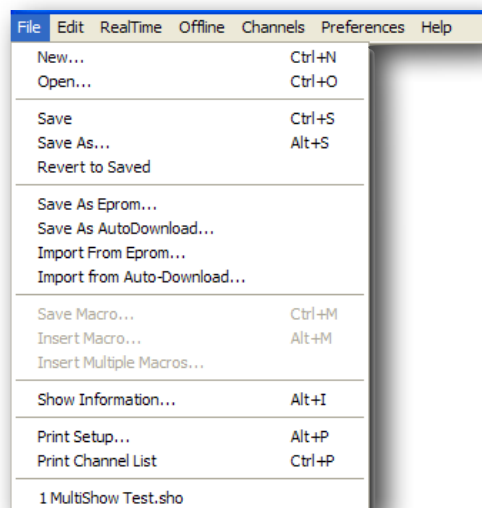 File Edit RealTime Offline Channels Preferences Help
New... Ctrl+N
Open... Ctrl+O
Save Ctrl+S
Save As... Alt+S
Revert to Saved
Save As Eprom...
Save As AutoDownload...
Import From Eprom...
Import from Auto-Download...
Save Macro... Ctrl+M
Insert Macro... Alt+M
Insert Multiple Macros...
Show Information... Alt+I
Print Setup... Alt+P
Print Channel List Ctrl+P
1 MultiShow Test.sho